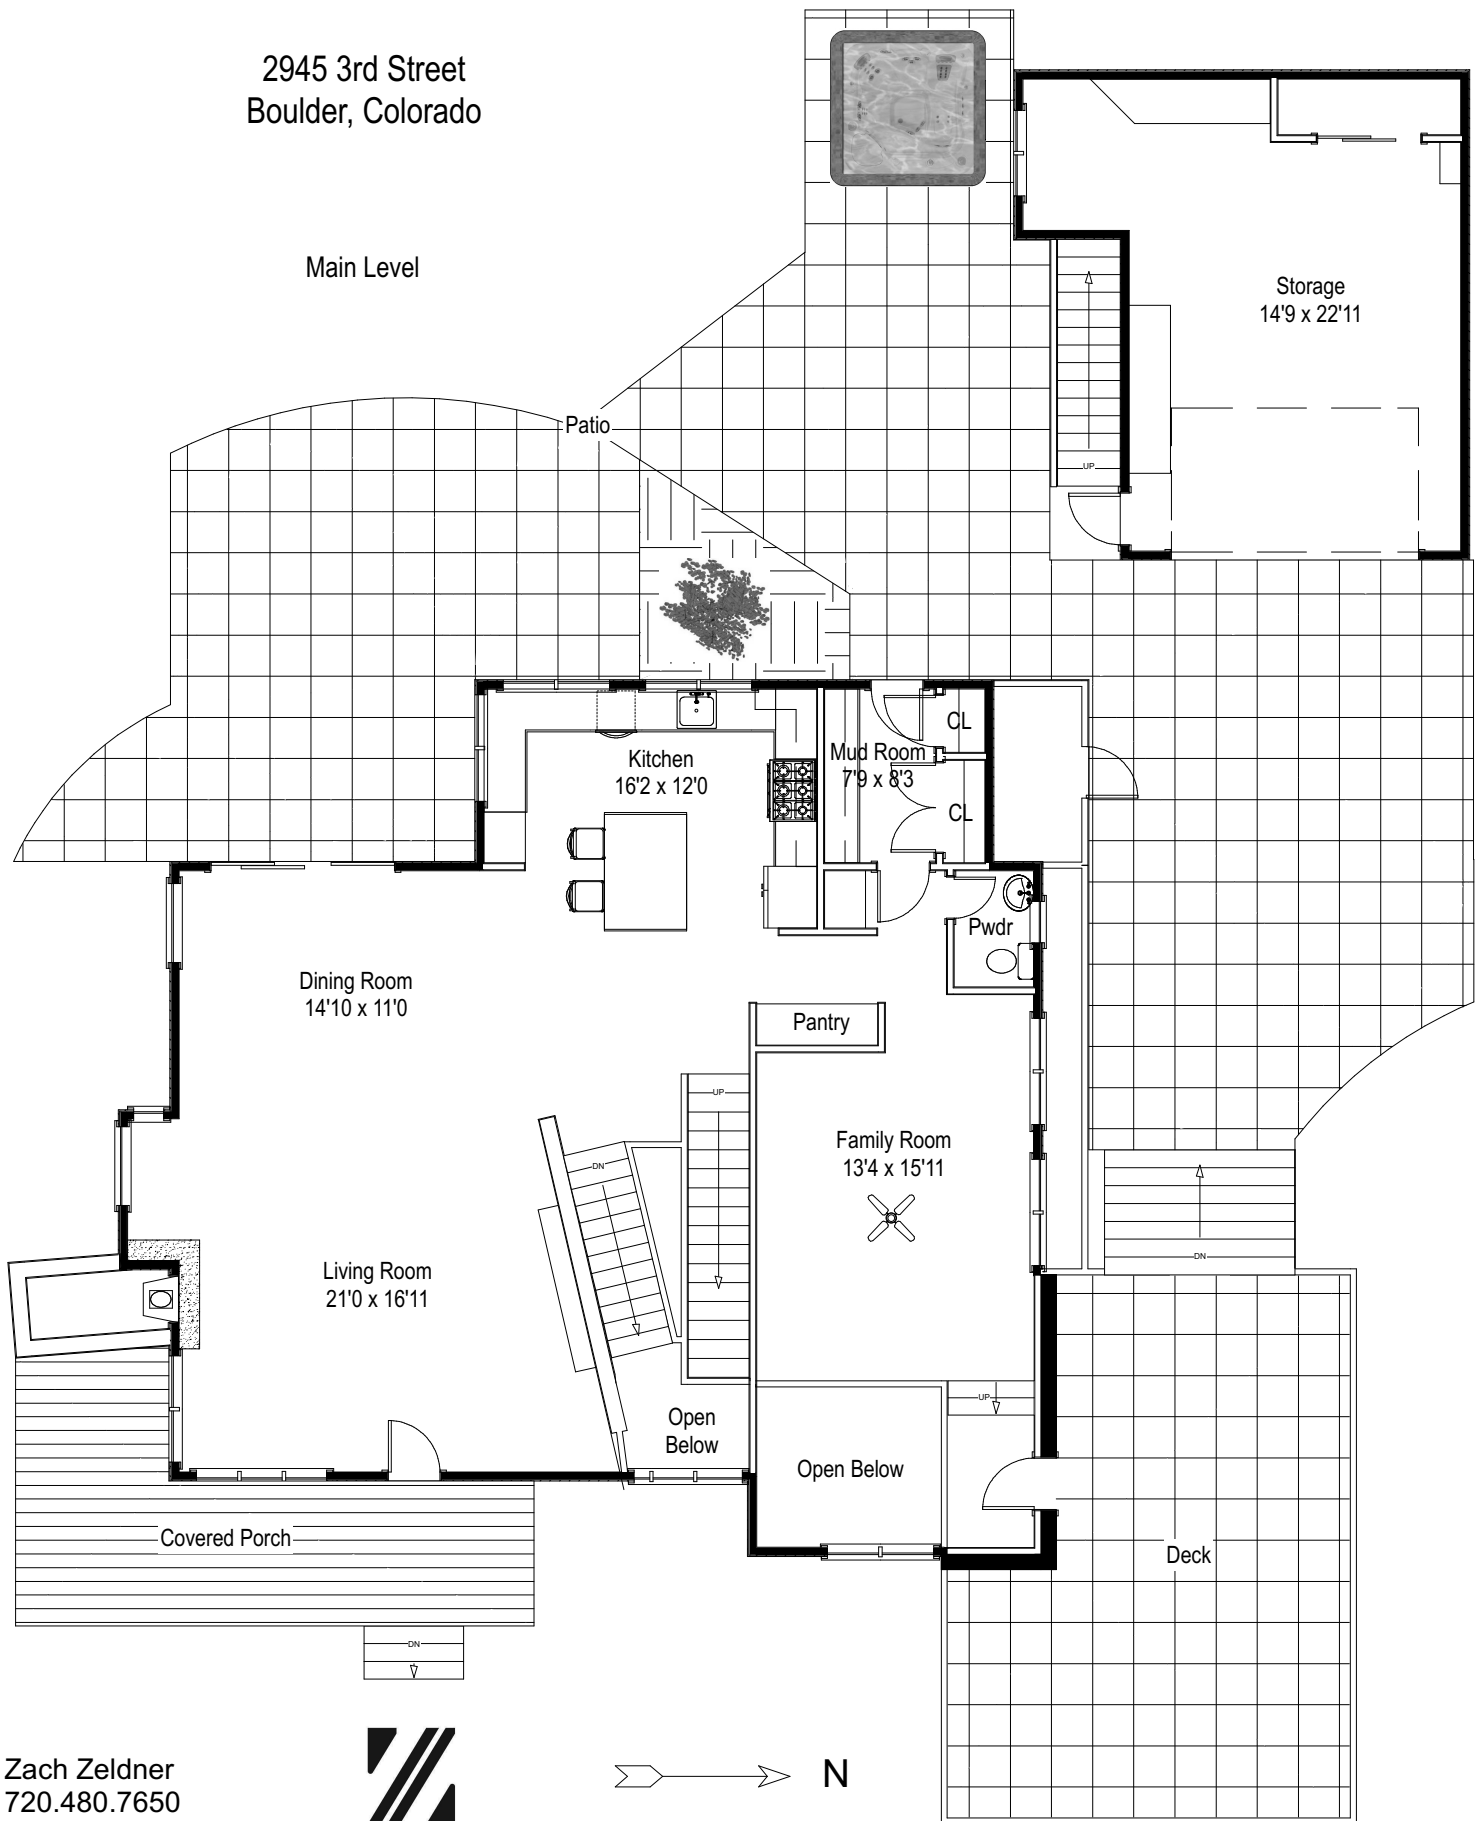 2945 3rd Street
Boulder, Colorado
Main Level
Storage
14'9 x 22'11
Patio
UP
CL
Kitchen
16'2 x 12'0
Mud Room
7'9 x 8'3
CL
Pwdr
Dining Room
14'10 x 11'0
Pantry
UP
Family Room
13'4 x 15'11
DN
DN
Living Room
21'0 x 16'11
UP
Open
Below
Open Below
Covered Porch
Deck
DN
Zach Zeldner
720.480.7650
N